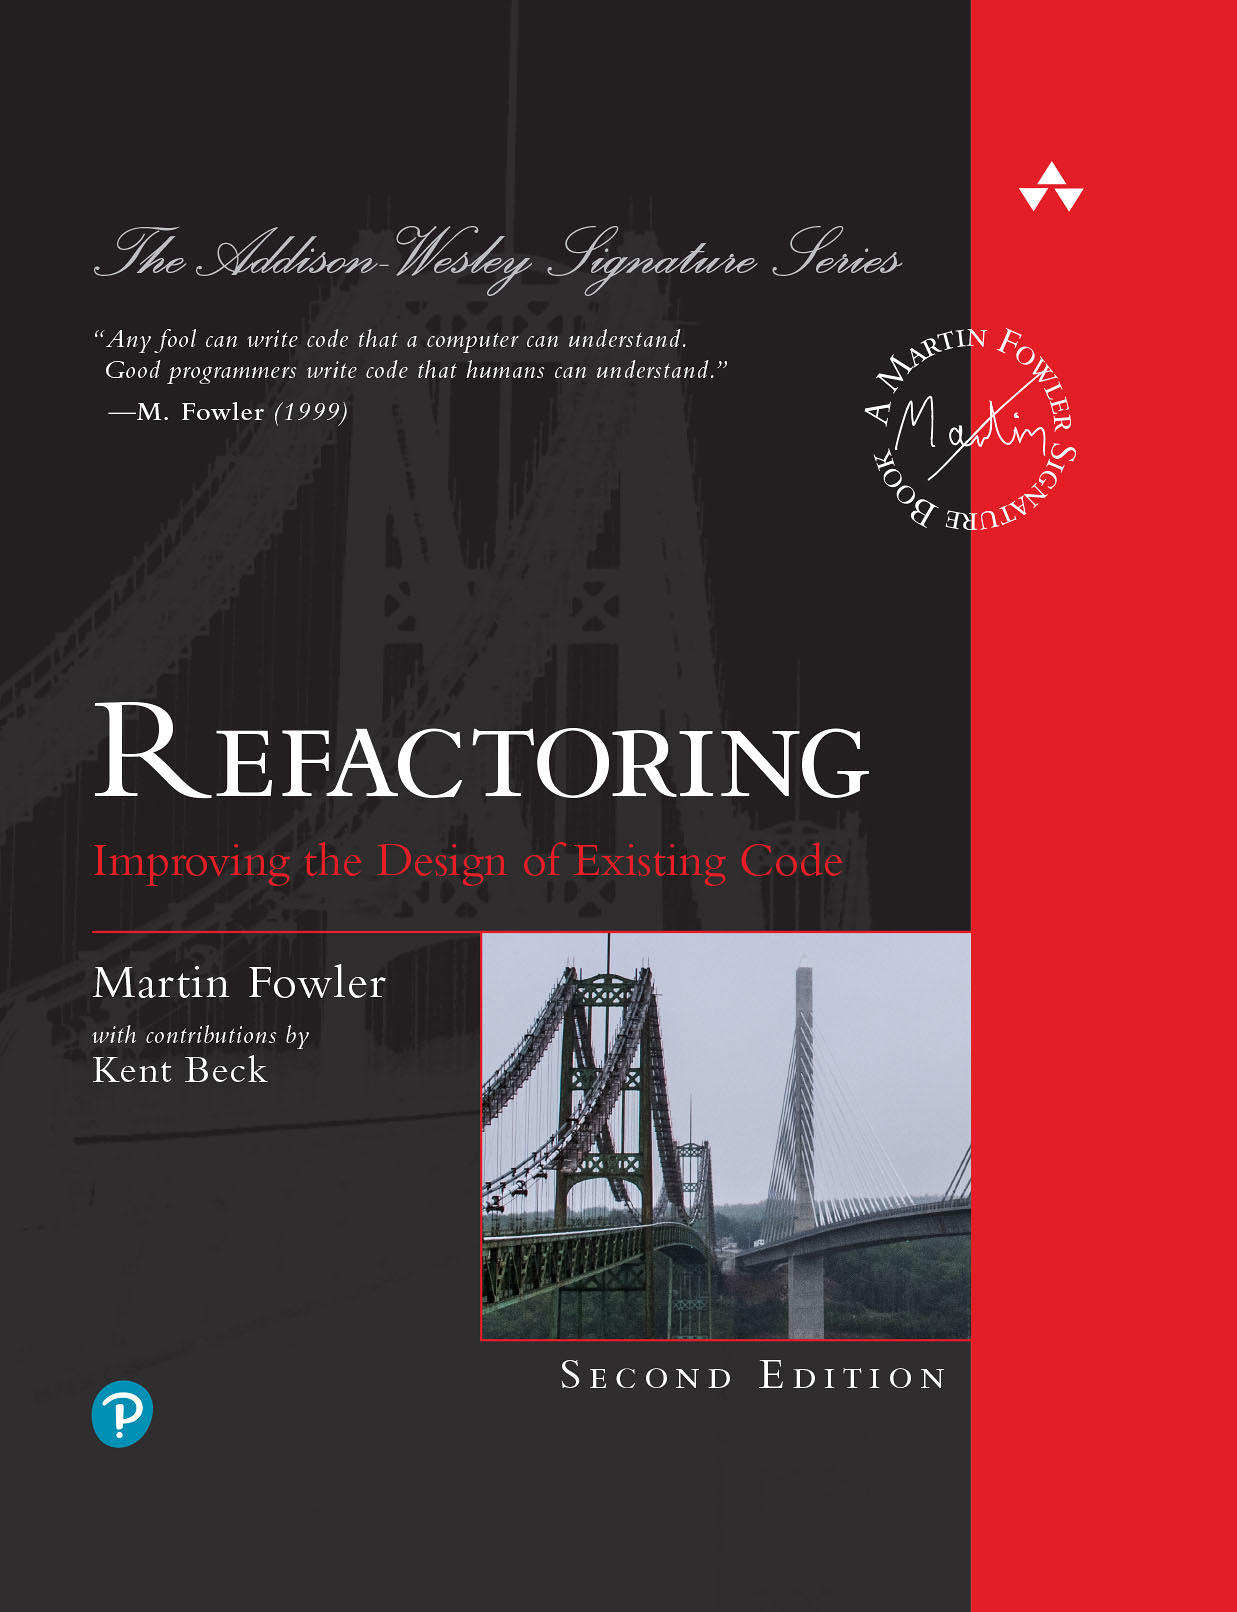 The Addison-Wesley Signature Series
“Any fool can write code that a computer can understand.
Good programmers write code that humans can understand.”
—M. Fowler (1999)
A MARTIN FOWLER SIGNATURE BOOK
Martin
REFACTORING
Improving the Design of Existing Code
Martin Fowler
with contributions by
Kent Beck
SECOND EDITION
P